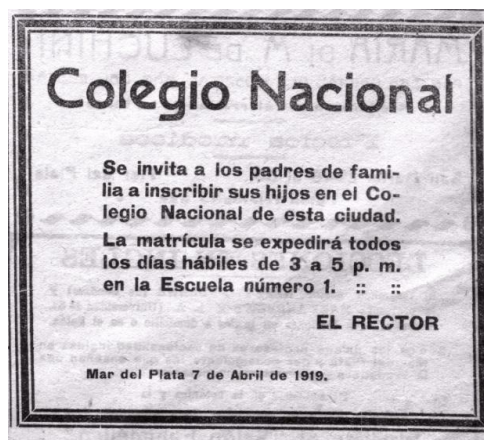 Colegio Nacional
Se invita a los padres de fami-
lia a inscribir sus hijos en el Co-
legio Nacional de esta ciudad.
La matrícula se expedirá todos
los días hábiles de 3 a 5 p. m.
en la Escuela número 1. :: ::
EL RECTOR
Mar del Plata 7 de Abril de 1919.